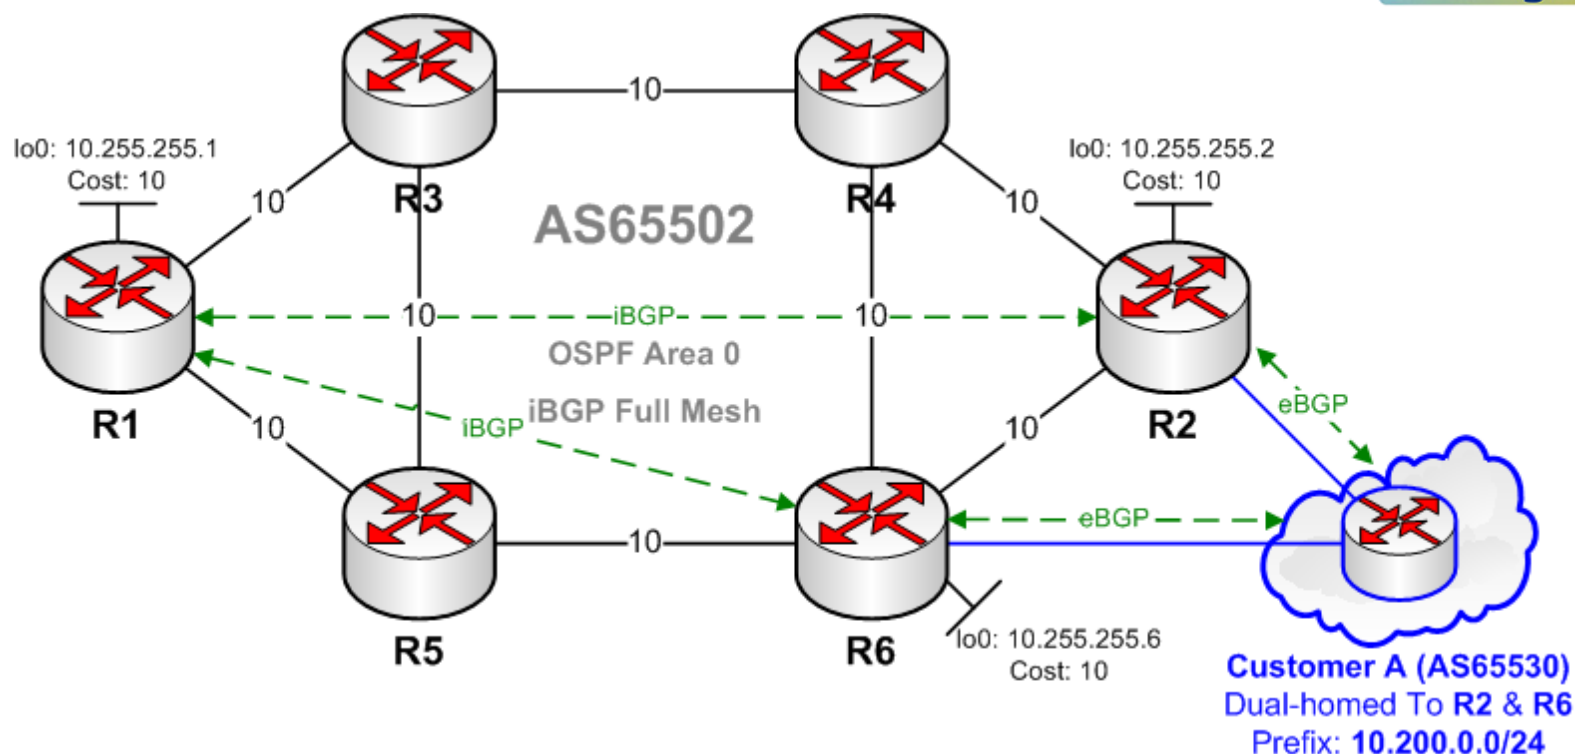 10
lo0: 10.255.255.1
Cost: 10
lo0: 10.255.255.2
Cost: 10
R3
R4
10
10
AS65502
10
iBGP
10
OSPF Area 0
R1
iBGP Full Mesh
R2
eBGP
10
iBGP
10
10
eBGP
R5
R6
lo0: 10.255.255.6
Cost: 10
Customer A (AS65530)
Dual-homed To R2 & R6
Prefix: 10.200.0.0/24